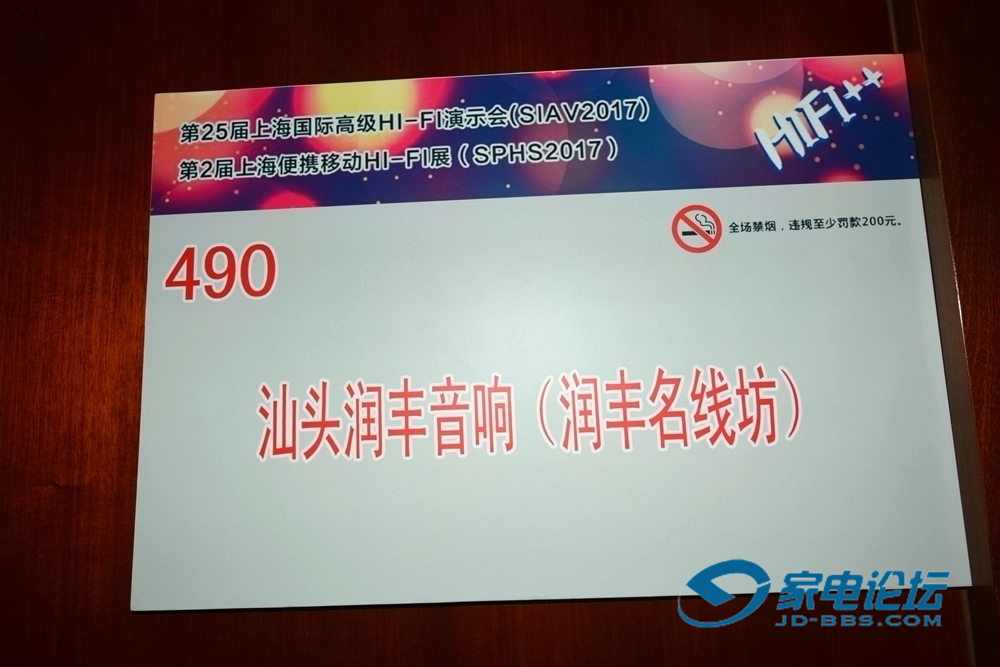 第25届上海国际高级HI-FI演示会(SIAV2017)
第2届上海便携移动HI-FI展（SPHS2017）
HIFI++
全场禁烟，违规至少罚款200元。
490
汕头润丰音响（润丰名线坊）
家电论坛
JD-BBS.COM